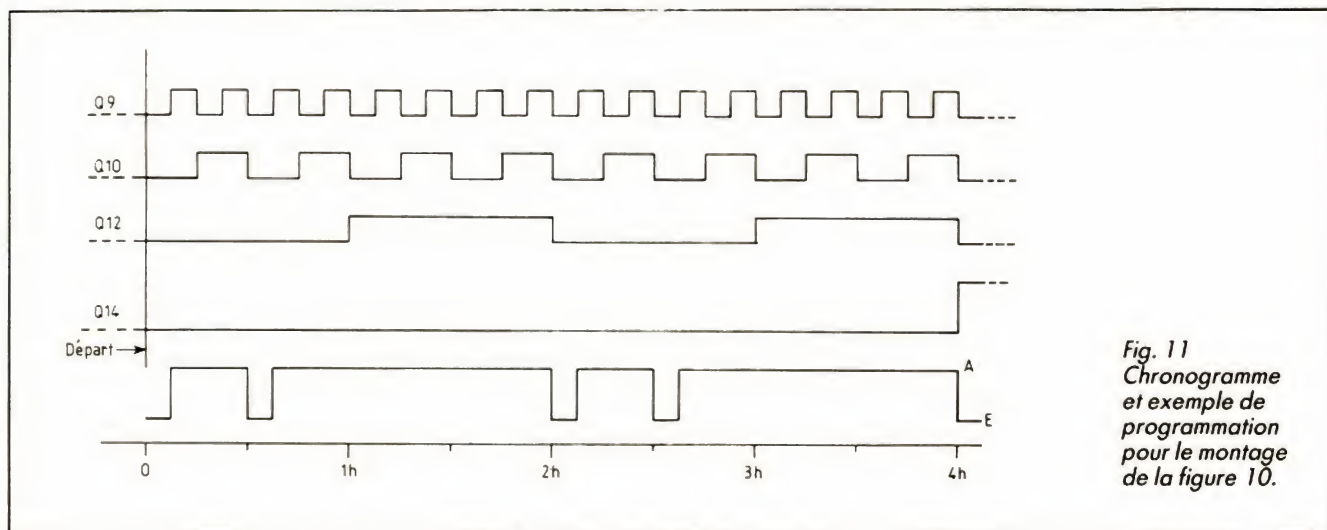 Q9
Q10
Q12
Q14
Départ
A
E
0
1h
2h
3h
4h
Fig. 11
Chronogramme
et exemple de
programmation
pour le montage
de la figure 10.